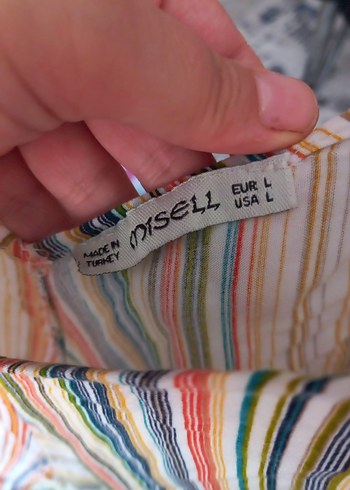 MADE IN
TURKEY
MISELL
EUR L
USA L